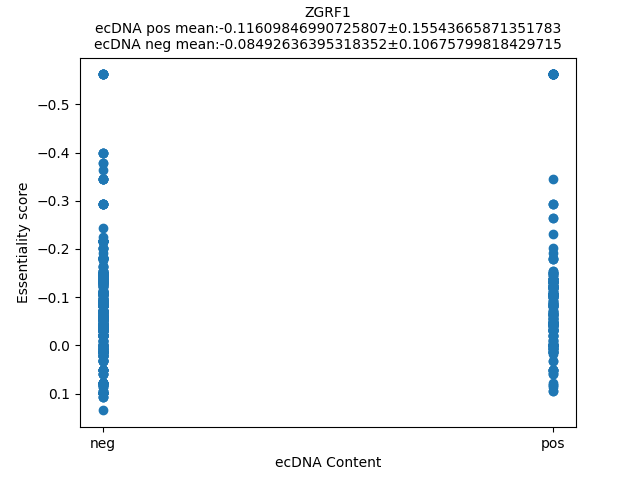 ZGRF1
ecDNA pos mean:-0.11609846990725807±0.15543665871351783
ecDNA neg mean:-0.08492636395318352±0.10675799818429715
−0.5
−0.4
−0.3
−0.2
−0.1
0.0
0.1
Essentiality score
neg
pos
ecDNA Content